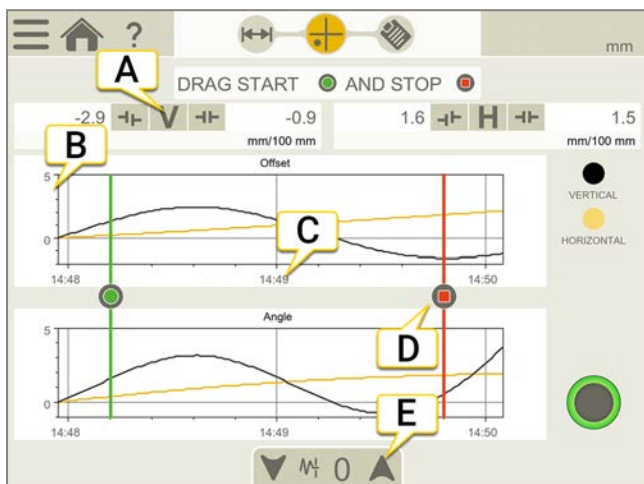 ?
mm
A
DRAG START AND STOP
-2.9 V -0.9
mm/100 mm
1.6 H 1.5
mm/100 mm
B
Offset
5
0
C
14:48 14:49 14:50
VERTICAL
HORIZONTAL
D
Angle
5
0
14:48 14:49 14:50
E
0